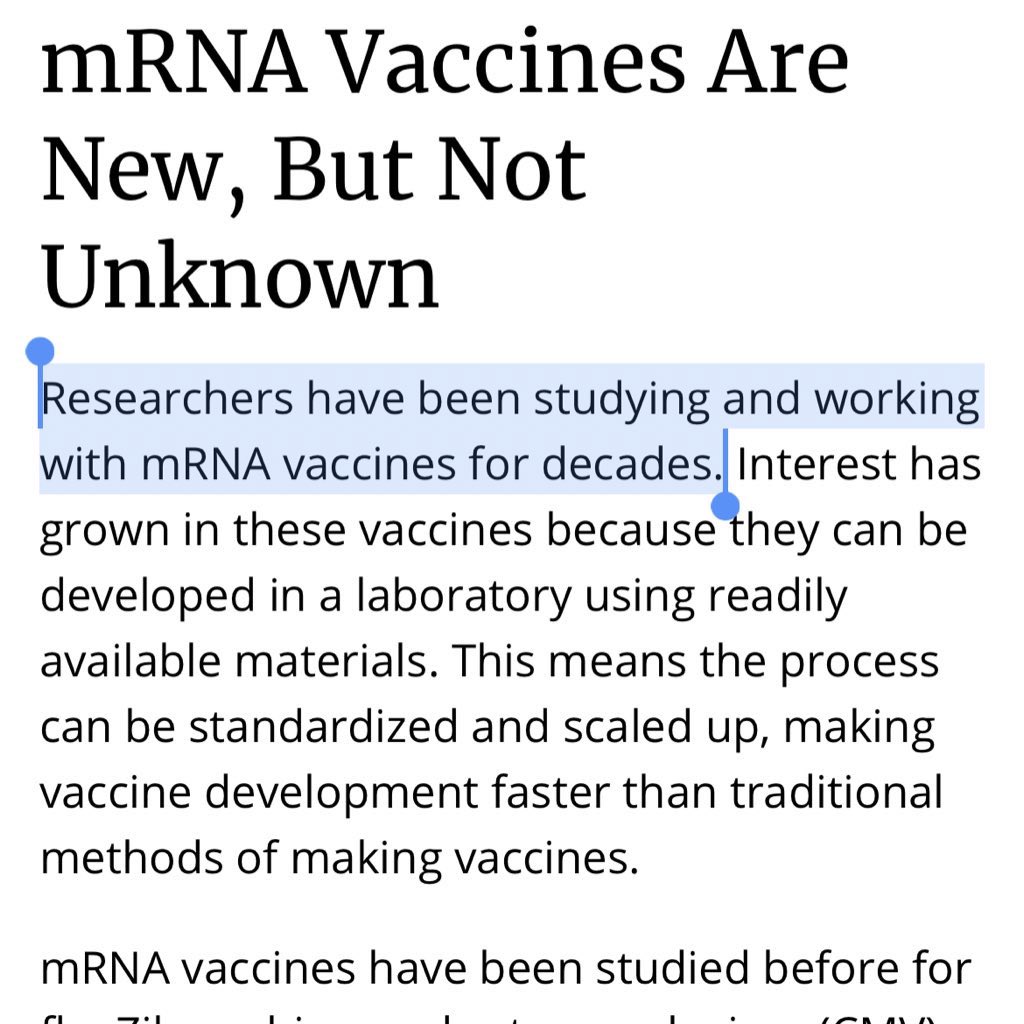 mRNA Vaccines Are
New, But Not
Unknown
Researchers have been studying and working
with mRNA vaccines for decades. Interest has
grown in these vaccines because they can be
developed in a laboratory using readily
available materials. This means the process
can be standardized and scaled up, making
vaccine development faster than traditional
methods of making vaccines.
mRNA vaccines have been studied before for
(CMV)